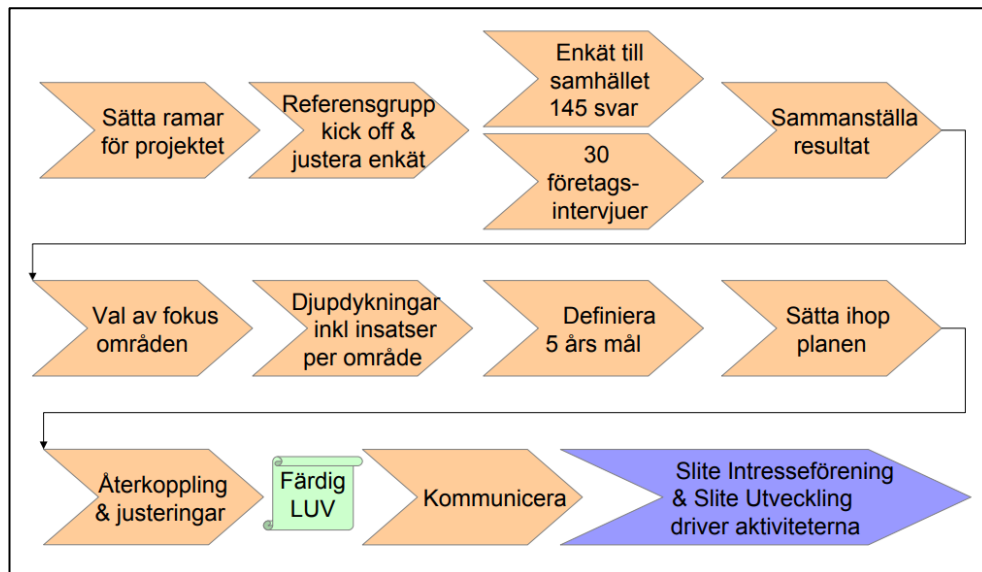 Sätta ramar
för projektet
Referensgrupp
kick off &
justera enkät
Enkät till
samhället
145 svar
30
företags-
intervjuer
Sammanställa
resultat
Val av fokus
områden
Djupdykningar
inkl insatser
per område
Definiera
5 års mål
Sätta ihop
planen
Återkoppling
& justeringar
Färdig
LUV
Kommunicera
Slite Intresseförening
& Slite Utveckling
driver aktiviteterna